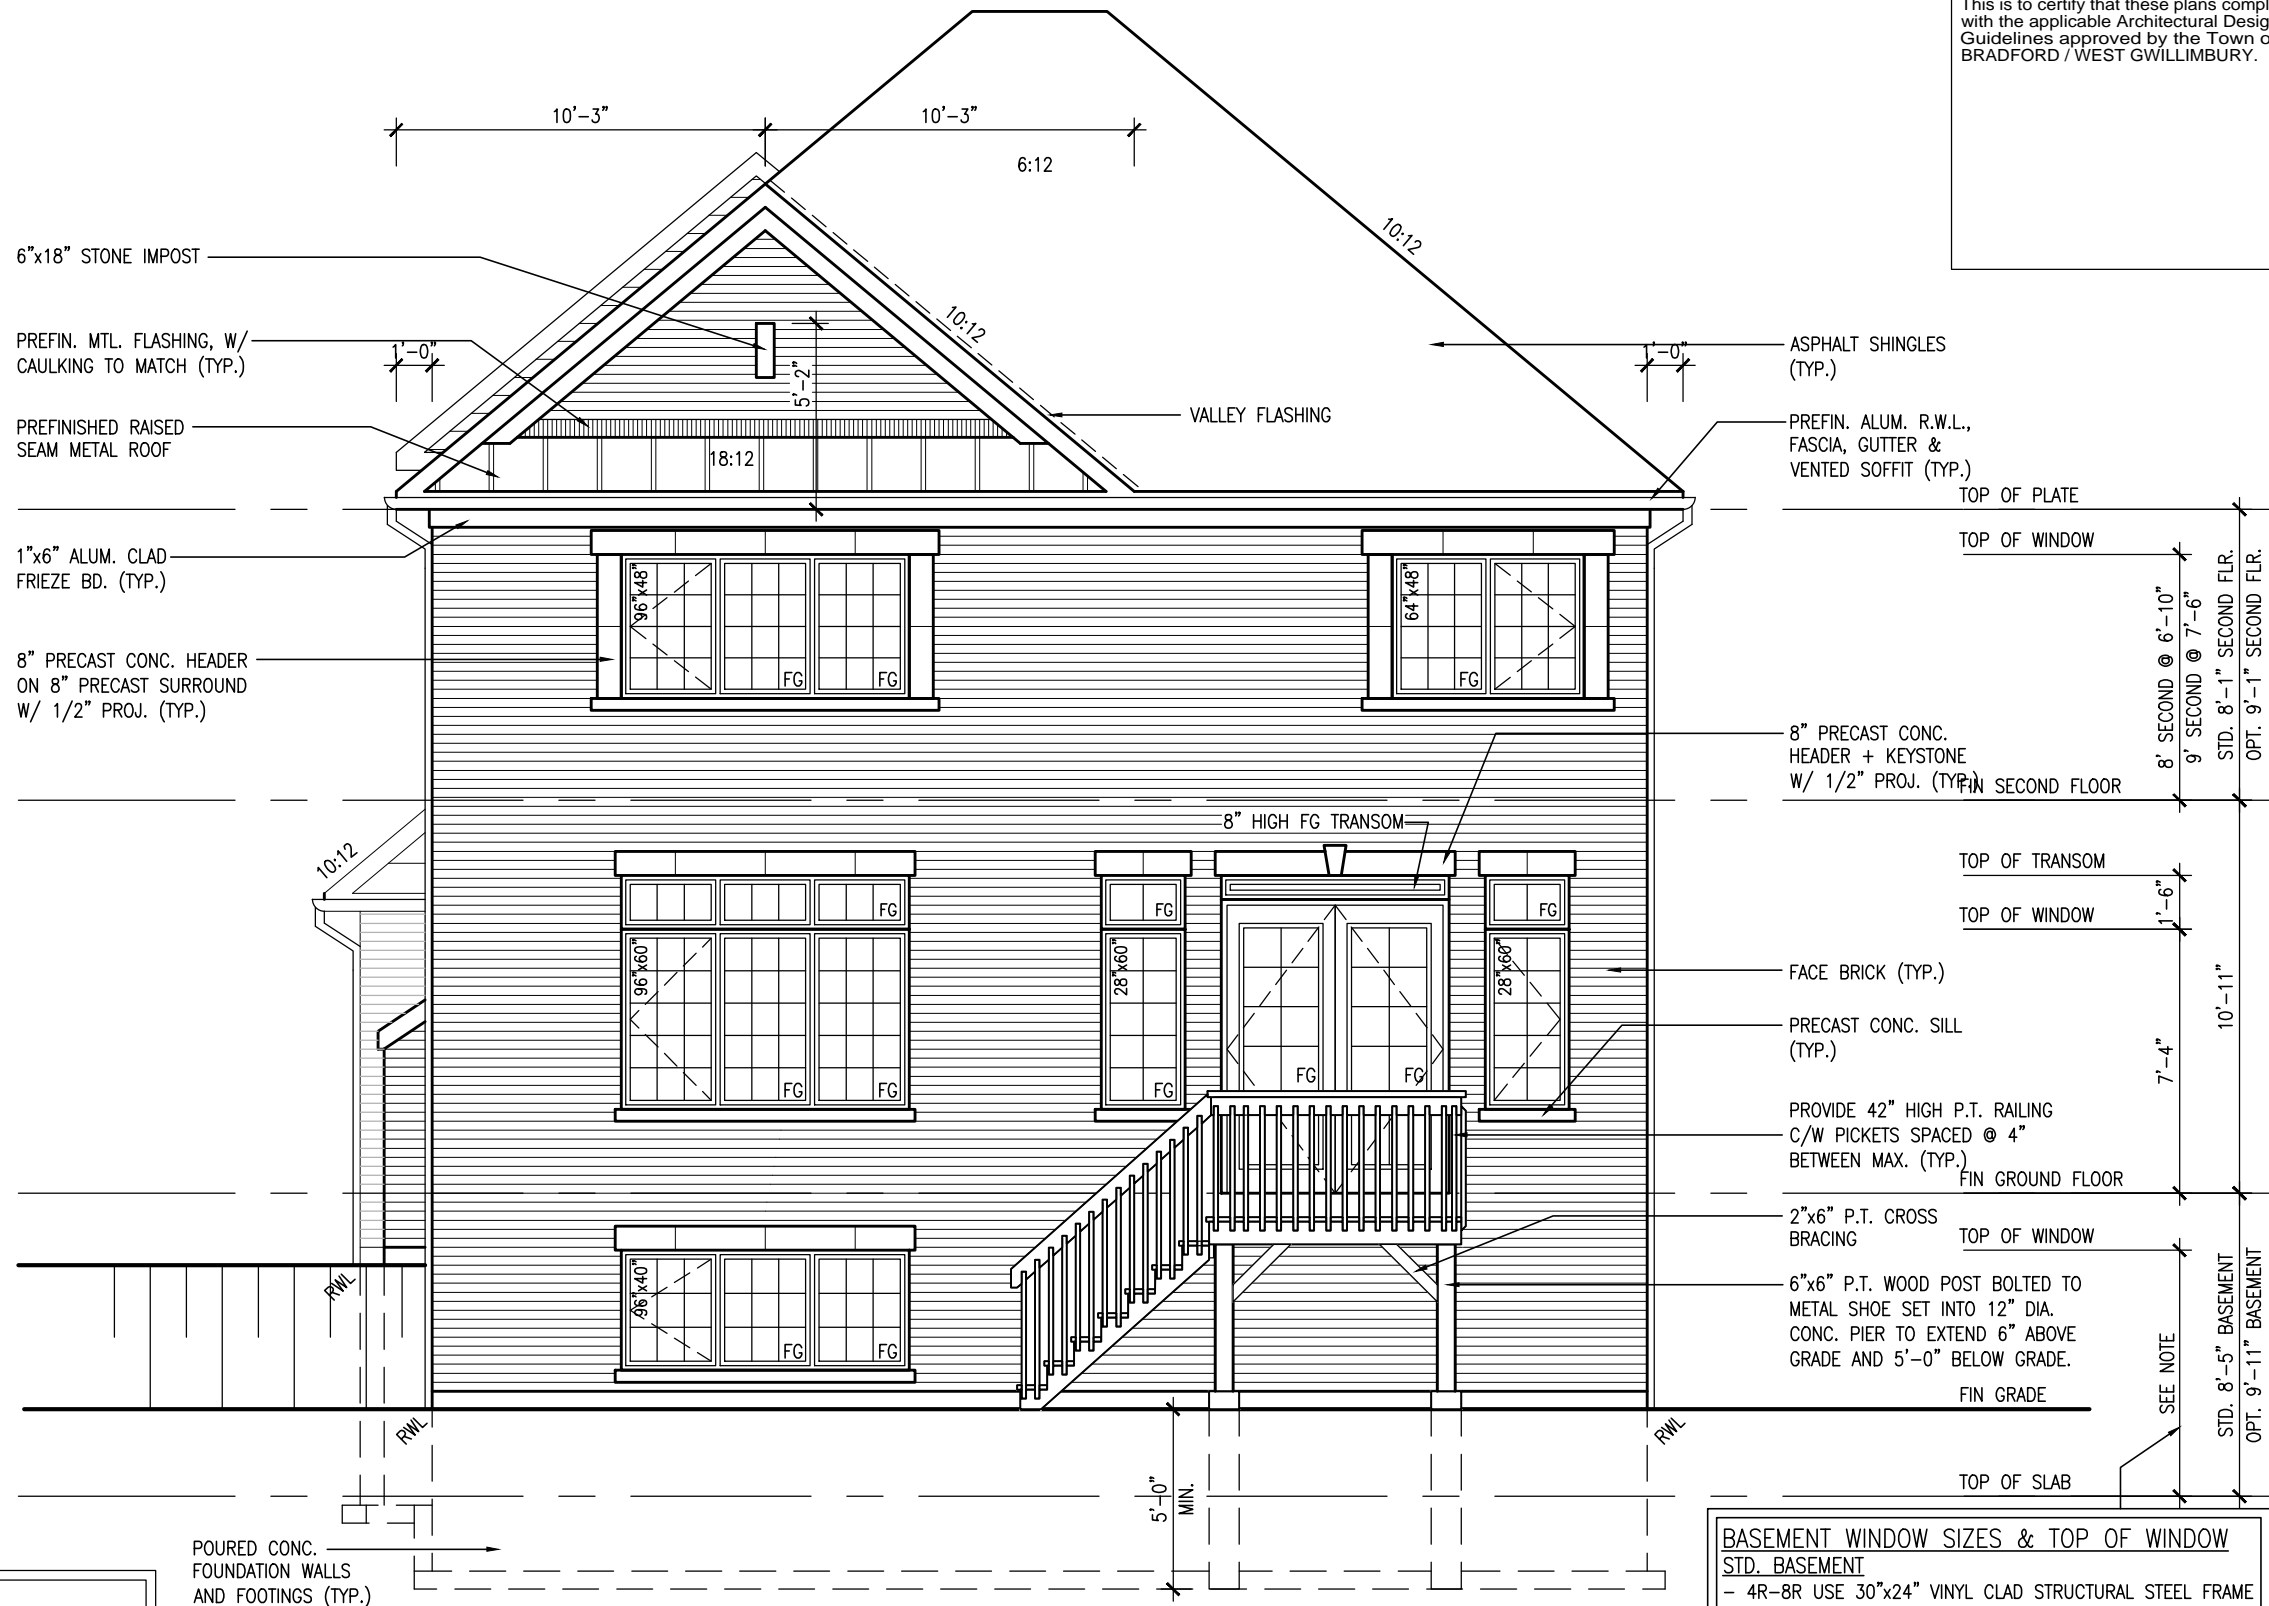 This is to certify that these plans compl
with the applicable Architectural Desig
Guidelines approved by the Town o
BRADFORD / WEST GWILLIMBURY.
10'-3"
10'-3"
6:12
10:12
10:12
6"x18" STONE IMPOST
PREFIN. MTL. FLASHING, W/
CAULKING TO MATCH (TYP.)
1'-0"
5'-2"
PREFINISHED RAISED
SEAM METAL ROOF
18:12
VALLEY FLASHING
ASPHALT SHINGLES
(TYP.)
1'-0"
PREFIN. ALUM. R.W.L.,
FASCIA, GUTTER &
VENTED SOFFIT (TYP.)
TOP OF PLATE
TOP OF WINDOW
1"x6" ALUM. CLAD
FRIEZE BD. (TYP.)
96"x48"
FG
FG
64"x48"
FG
8" PRECAST CONC. HEADER
ON 8" PRECAST SURROUND
W/ 1/2" PROJ. (TYP.)
8' SECOND @ 6'-10"
9' SECOND @ 7'-6"
STD. 8'-1" SECOND FLR.
OPT. 9'-1" SECOND FLR.
8" PRECAST CONC.
HEADER + KEYSTONE
W/ 1/2" PROJ. (TYP.)
FIN SECOND FLOOR
8" HIGH FG TRANSOM
10:12
TOP OF TRANSOM
1'-6"
TOP OF WINDOW
FG
FG
FG
96"x60"
28"x60"
28"x60"
FACE BRICK (TYP.)
10'-11"
7'-4"
PRECAST CONC. SILL
(TYP.)
FG
FG
FG
FG
FG
PROVIDE 42" HIGH P.T. RAILING
C/W PICKETS SPACED @ 4"
BETWEEN MAX. (TYP.)
FIN GROUND FLOOR
2"x6" P.T. CROSS
BRACING
TOP OF WINDOW
6"x6" P.T. WOOD POST BOLTED TO
METAL SHOE SET INTO 12" DIA.
CONC. PIER TO EXTEND 6" ABOVE
GRADE AND 5'-0" BELOW GRADE.
96"x40"
FG
FG
RWL
FIN GRADE
SEE NOTE
STD. 8'-5" BASEMENT
OPT. 9'-11" BASEMENT
RWL
RWL
TOP OF SLAB
5'-0"
MIN.
POURED CONC.
FOUNDATION WALLS
AND FOOTINGS (TYP.)
BASEMENT WINDOW SIZES & TOP OF WINDOW
STD. BASEMENT
- 4R-8R USE 30"x24" VINYL CLAD STRUCTURAL STEEL FRAME